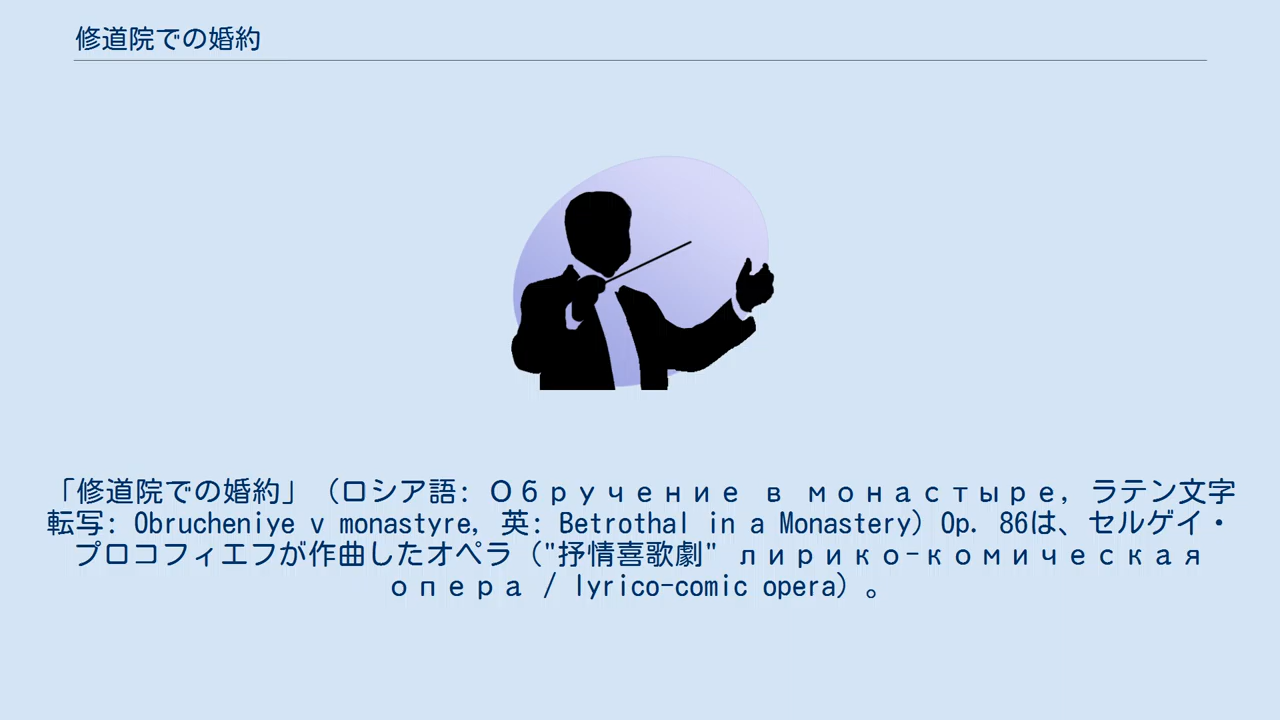 修道院での婚約
「修道院での婚約」（ロシア語: Обручение в монастыре, ラテン文字
転写: Obrucheniye v monastyre, 英: Betrothal in a Monastery）Op. 86は、セルゲイ・
プロコフィエフが作曲したオペラ（"抒情喜歌劇" лирико-комическая
опера / lyrico-comic opera）。